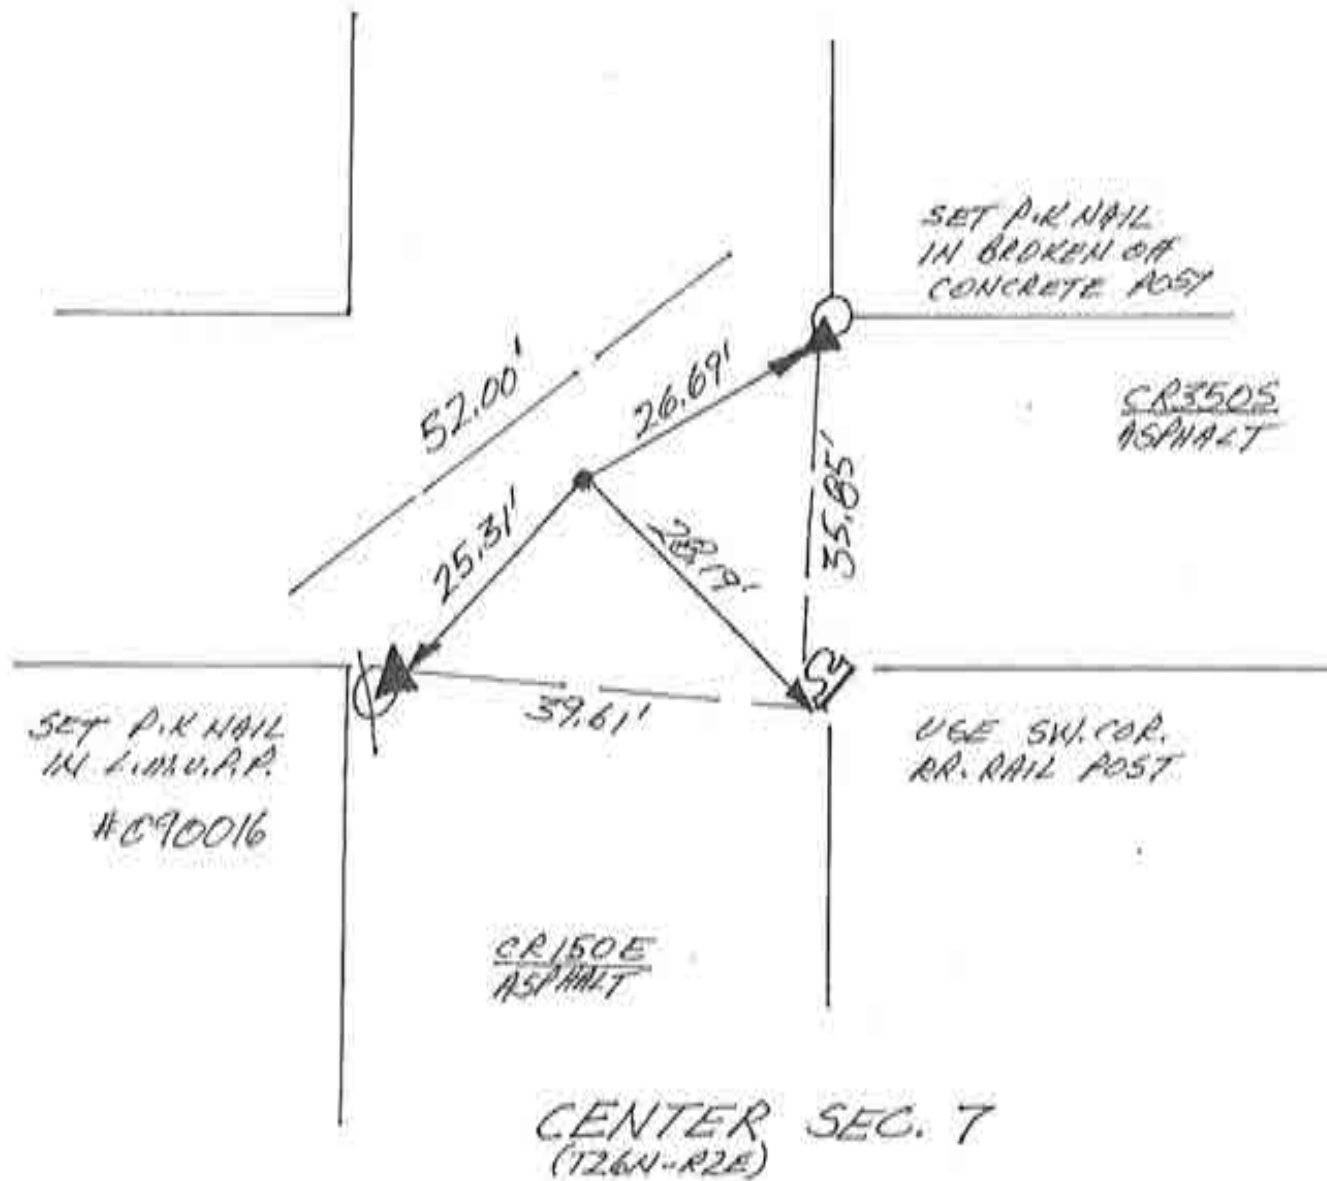 SET P.K NAIL
IN BROKEN OFF
CONCRETE POST
52.00'
26.69'
CR350S
ASPHALT
35.85'
25.31'
39.61'
SET P.K NAIL
IN L.M.U.P.P.
#C90016
USE SW. COR.
RR. RAIL POST
CR150E
ASPHALT
CENTER SEC. 7
(T26N-R2E)